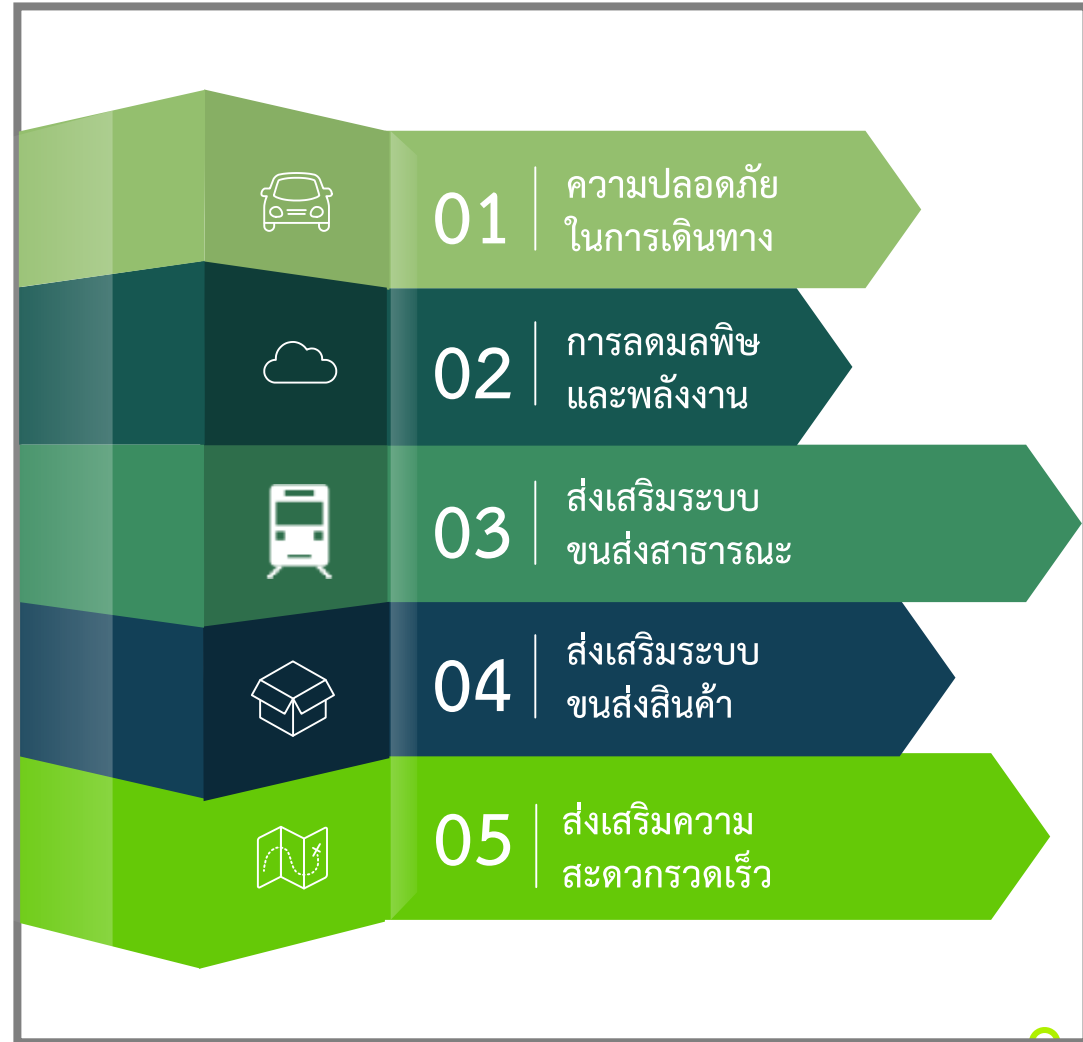 01
ความปลอดภัย
ในการเดินทาง
02
การลดมลพิษ
และพลังงาน
03
ส่งเสริมระบบ
ขนส่งสาธารณะ
04
ส่งเสริมระบบ
ขนส่งสินค้า
05
ส่งเสริมความ
สะดวกรวดเร็ว